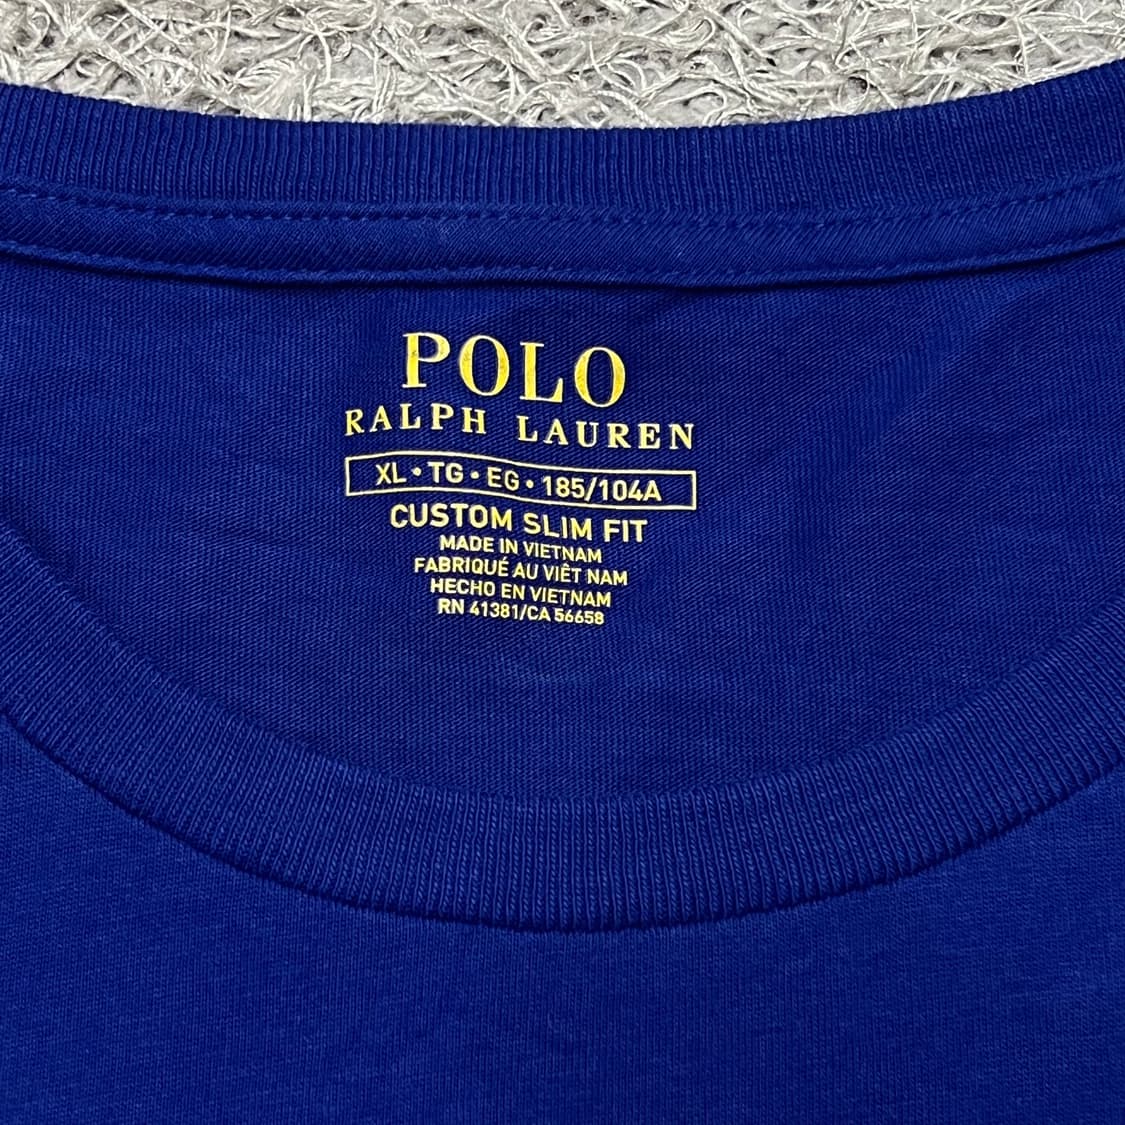 POLO
RALPH LAUREN
XL • TG • EG • 185/104A
CUSTOM SLIM FIT
MADE IN VIETNAM
FABRIQUÉ AU VIÊT NAM
HECHO EN VIETNAM
RN 41381/CA 56658